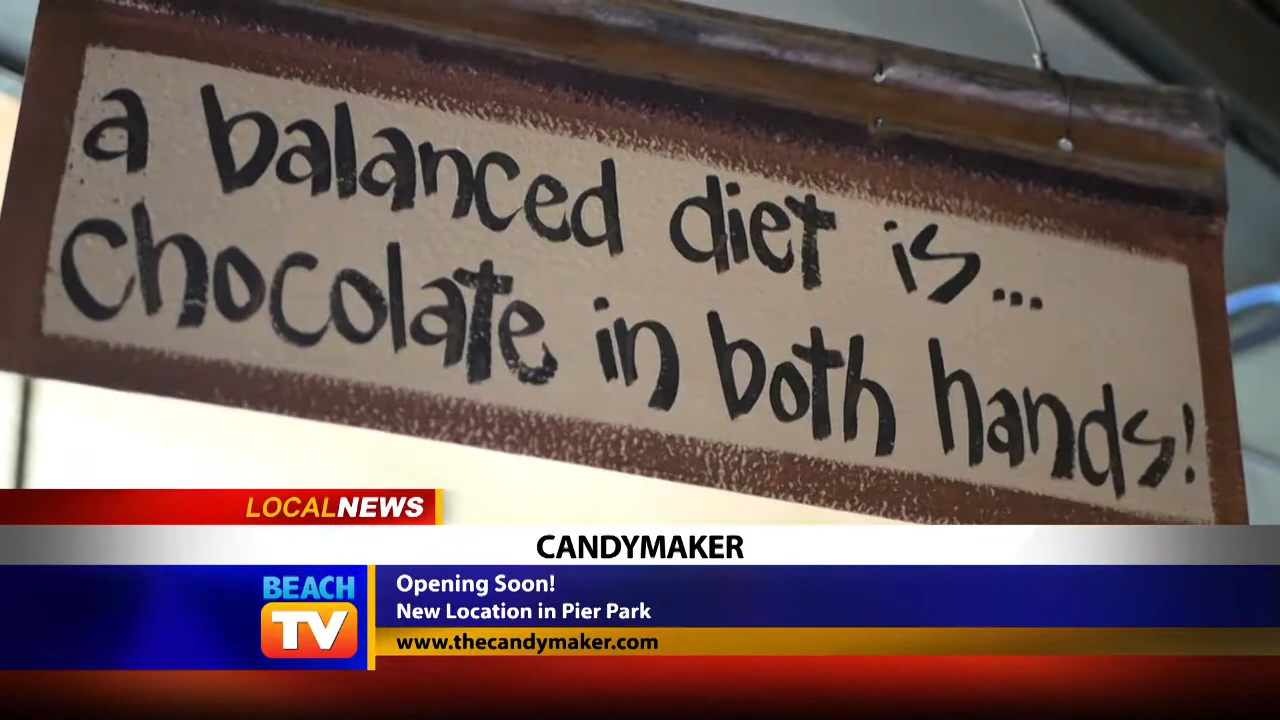 a balanced diet is...
chocolate in both hands!
LOCALNEWS
CANDYMAKER
BEACH
TV
Opening Soon!
New Location in Pier Park
www.thecandymaker.com